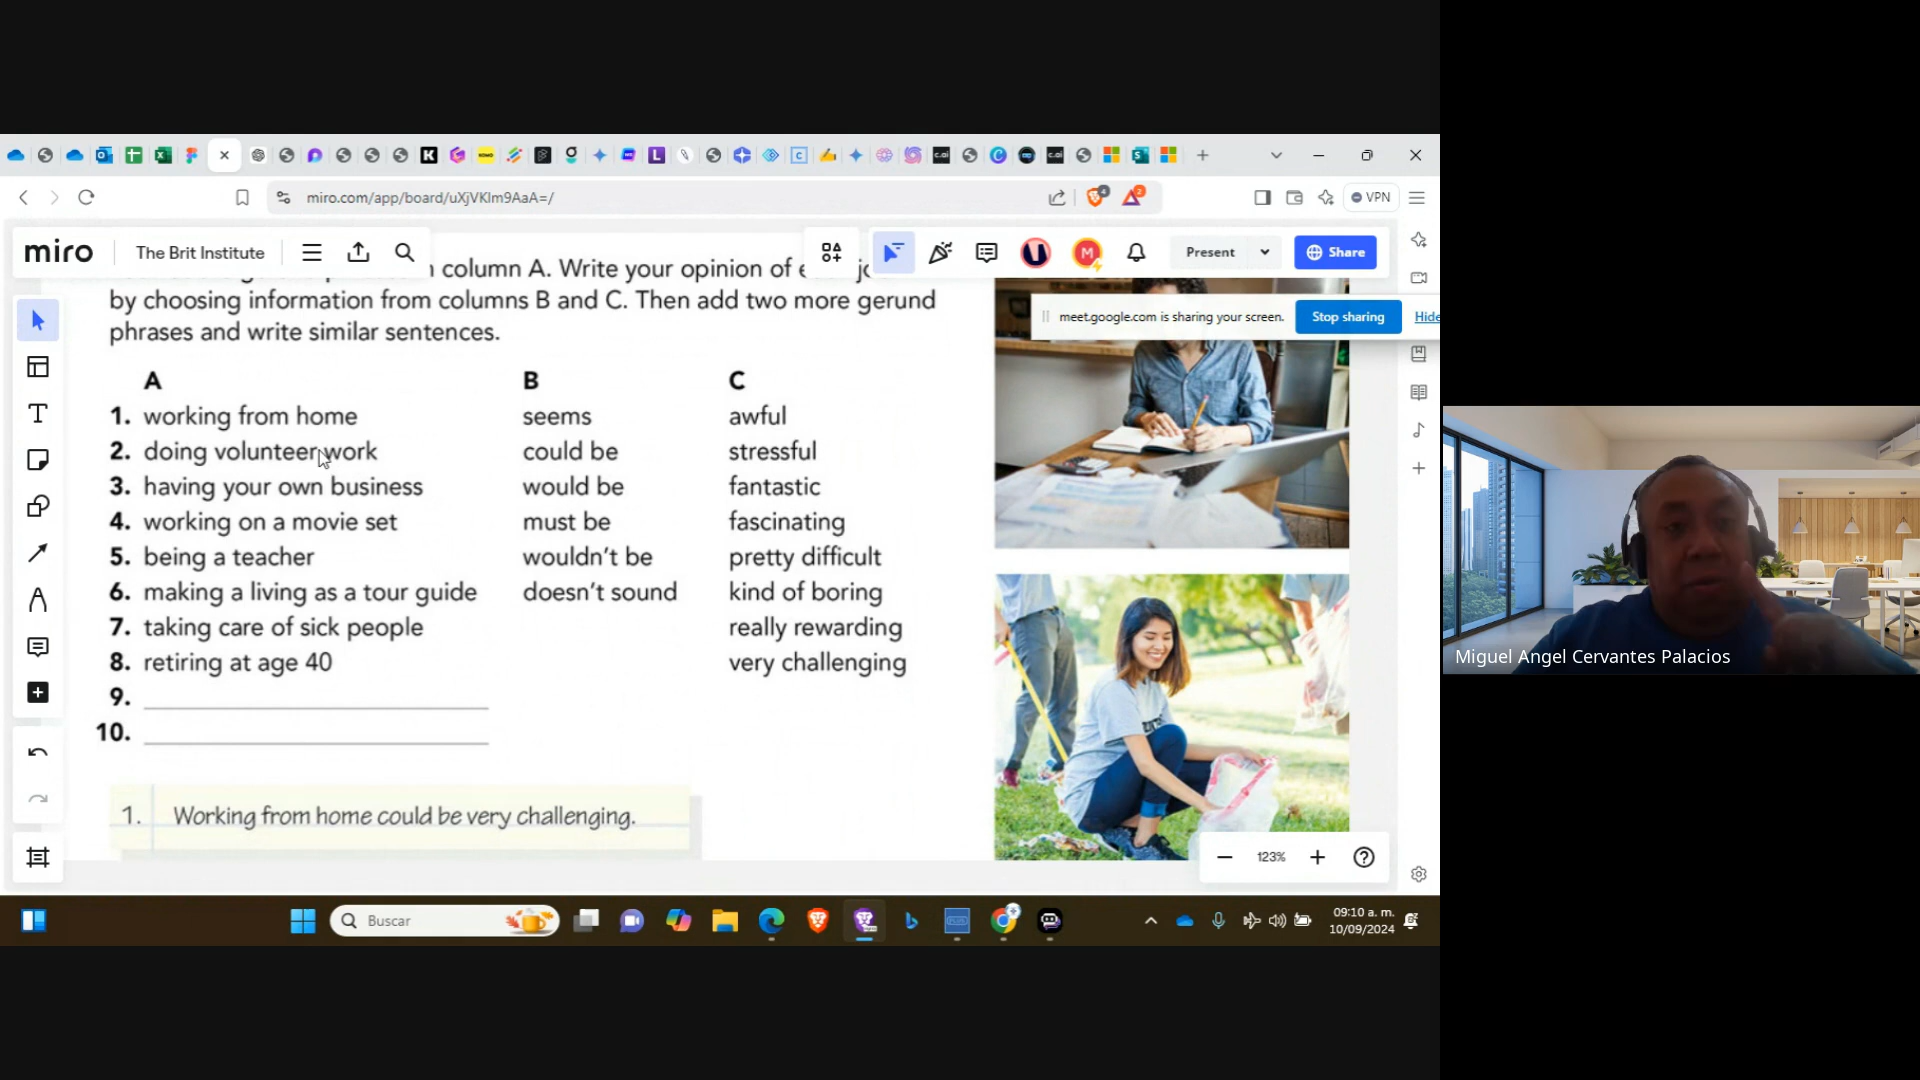 miro.com/app/board/uXjVKlm9AaA=/
VPN
miro
The Brit Institute
Present
Share
column A. Write your opinion of
by choosing information from columns B and C. Then add two more gerund
phrases and write similar sentences.
meet.google.com is sharing your screen.
Stop sharing
Hide
A B C
1. working from home seems awful
2. doing volunteer work could be stressful
3. having your own business would be fantastic
4. working on a movie set must be fascinating
5. being a teacher wouldn't be pretty difficult
6. making a living as a tour guide doesn't sound kind of boring
7. taking care of sick people really rewarding
8. retiring at age 40 very challenging
9.
10.
1. Working from home could be very challenging.
123%
Miguel Angel Cervantes Palacios
Buscar
09:10 a. m.
10/09/2024